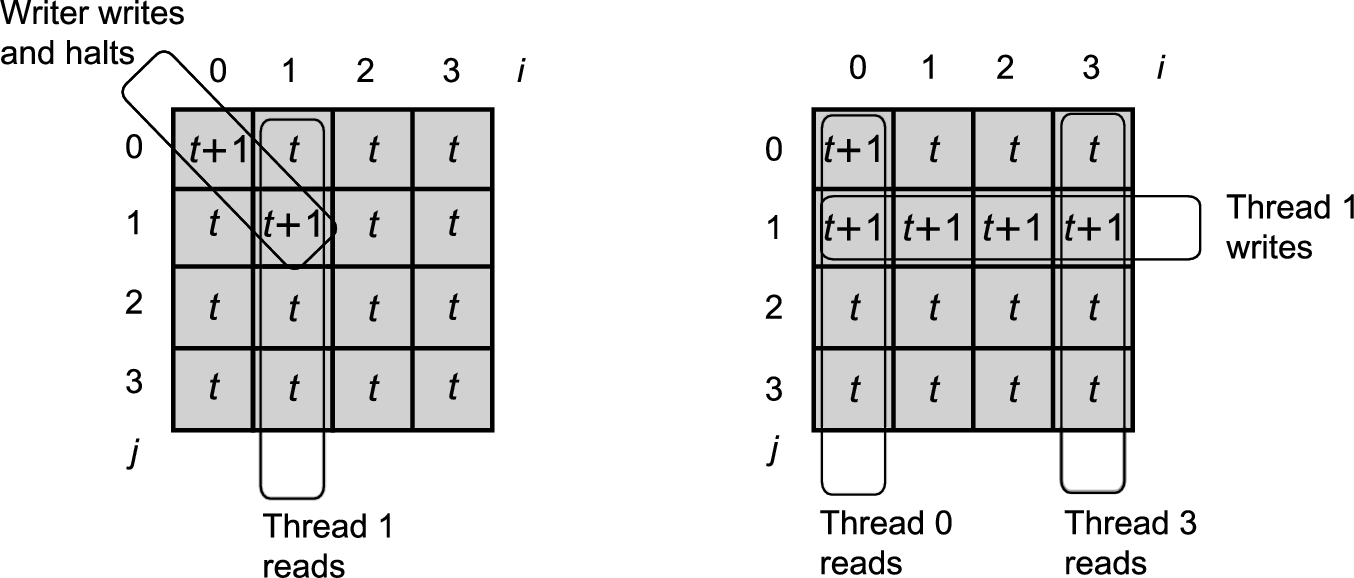 Writer writes
and halts
0 1 2 3 i
0 t+1 t t t
1 t t+1 t t
2 t t t t
3 t t t t
j
Thread 1
reads
0 1 2 3 i
0 t+1 t t t
1 t+1 t+1 t+1 t+1
Thread 1
writes
2 t t t t
3 t t t t
j
Thread 0
reads
Thread 3
reads